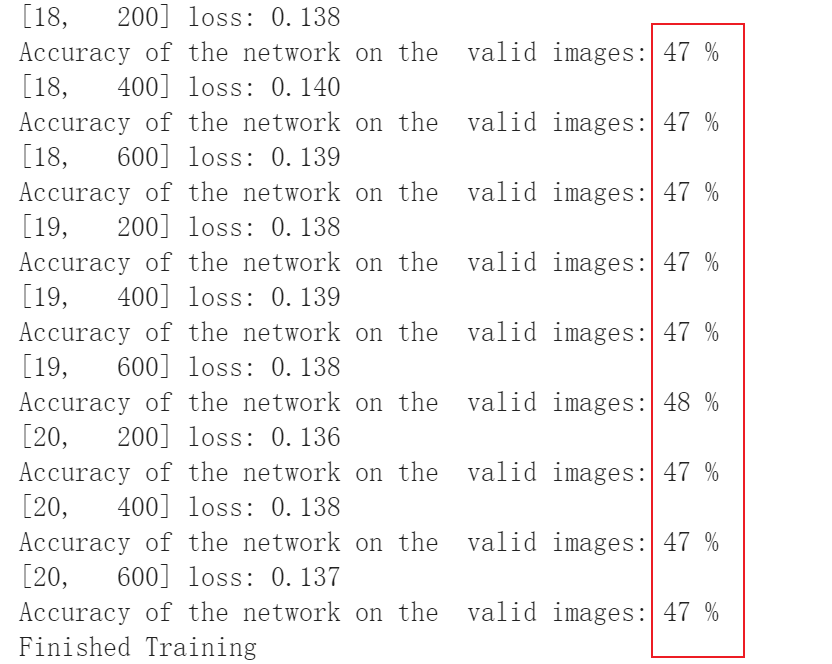 [18,   200] loss: 0.138
Accuracy of the network on the  valid images: 47 %
[18,   400] loss: 0.140
Accuracy of the network on the  valid images: 47 %
[18,   600] loss: 0.139
Accuracy of the network on the  valid images: 47 %
[19,   200] loss: 0.138
Accuracy of the network on the  valid images: 47 %
[19,   400] loss: 0.139
Accuracy of the network on the  valid images: 47 %
[19,   600] loss: 0.138
Accuracy of the network on the  valid images: 48 %
[20,   200] loss: 0.136
Accuracy of the network on the  valid images: 47 %
[20,   400] loss: 0.138
Accuracy of the network on the  valid images: 47 %
[20,   600] loss: 0.137
Accuracy of the network on the  valid images: 47 %
Finished Training